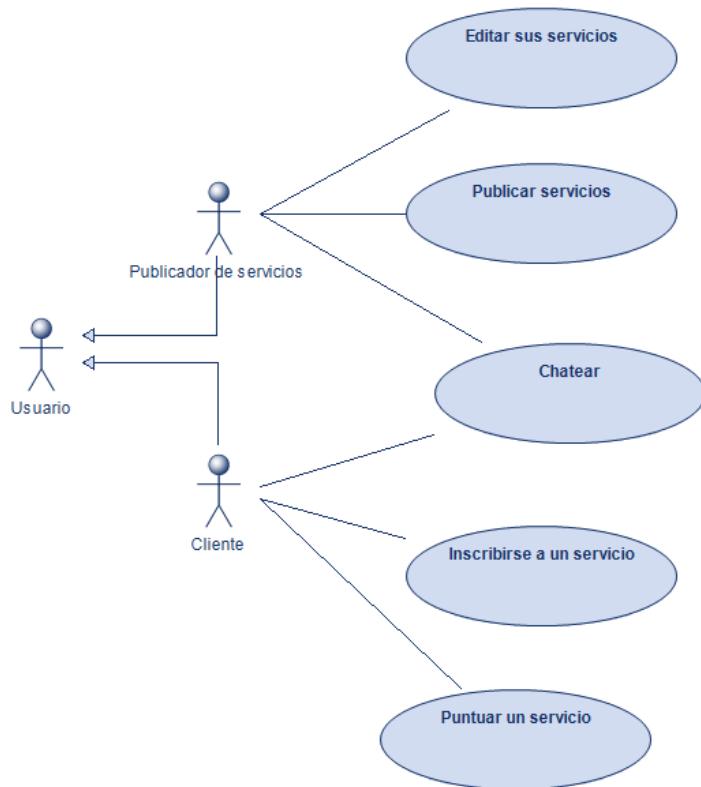 Editar sus servicios
Publicar servicios
Publicador de servicios
Usuario
Chatear
Cliente
Inscribirse a un servicio
Puntuar un servicio